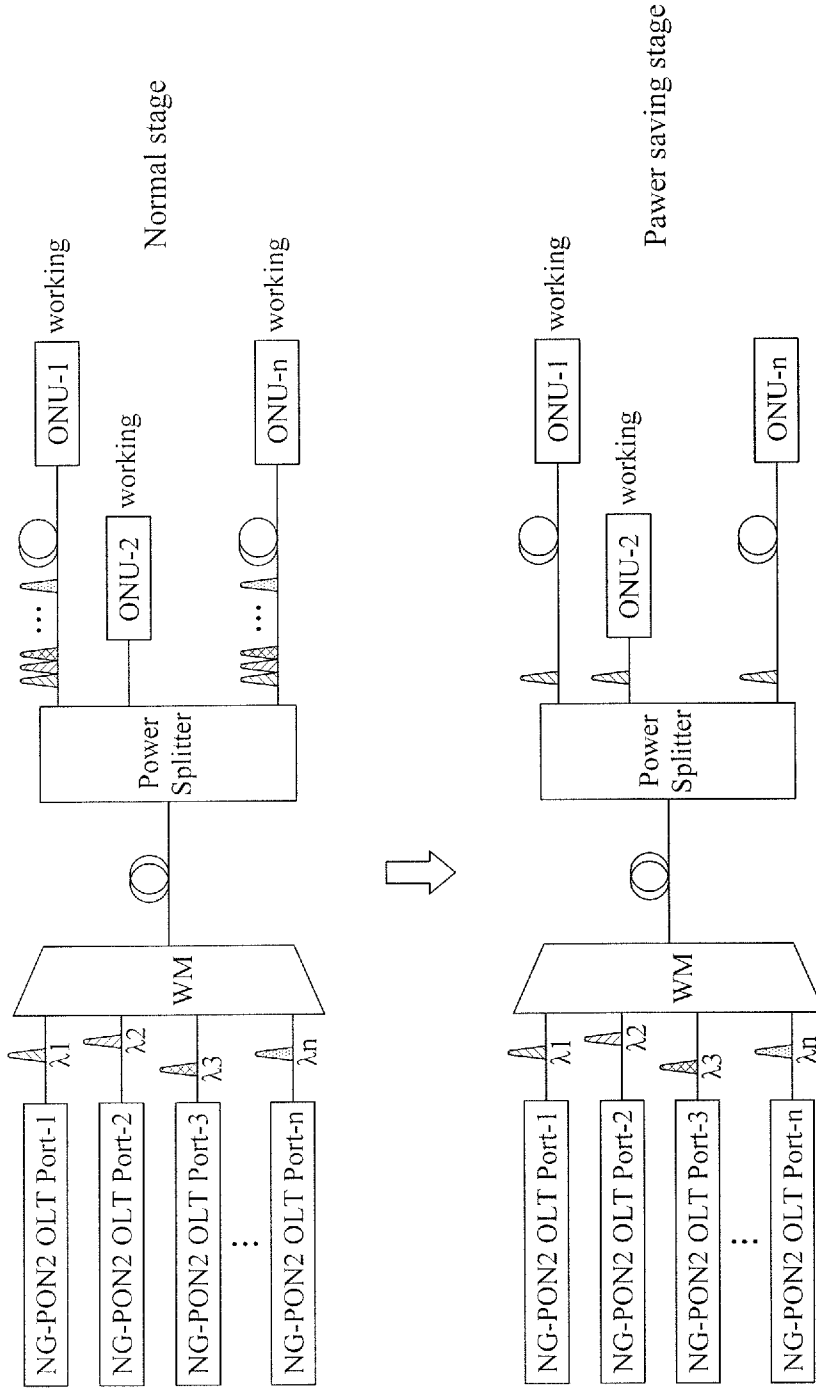 NG-PON2 OLT Port-1
λ1
NG-PON2 OLT Port-2
λ2
NG-PON2 OLT Port-3
λ3
...
NG-PON2 OLT Port-n
λn
WM
Power
Splitter
...
ONU-1
working
ONU-2
working
...
ONU-n
working
Normal stage
NG-PON2 OLT Port-1
λ1
NG-PON2 OLT Port-2
λ2
NG-PON2 OLT Port-3
λ3
...
NG-PON2 OLT Port-n
λn
WM
Power
Splitter
ONU-1
working
ONU-2
working
ONU-n
Pawer saving stage